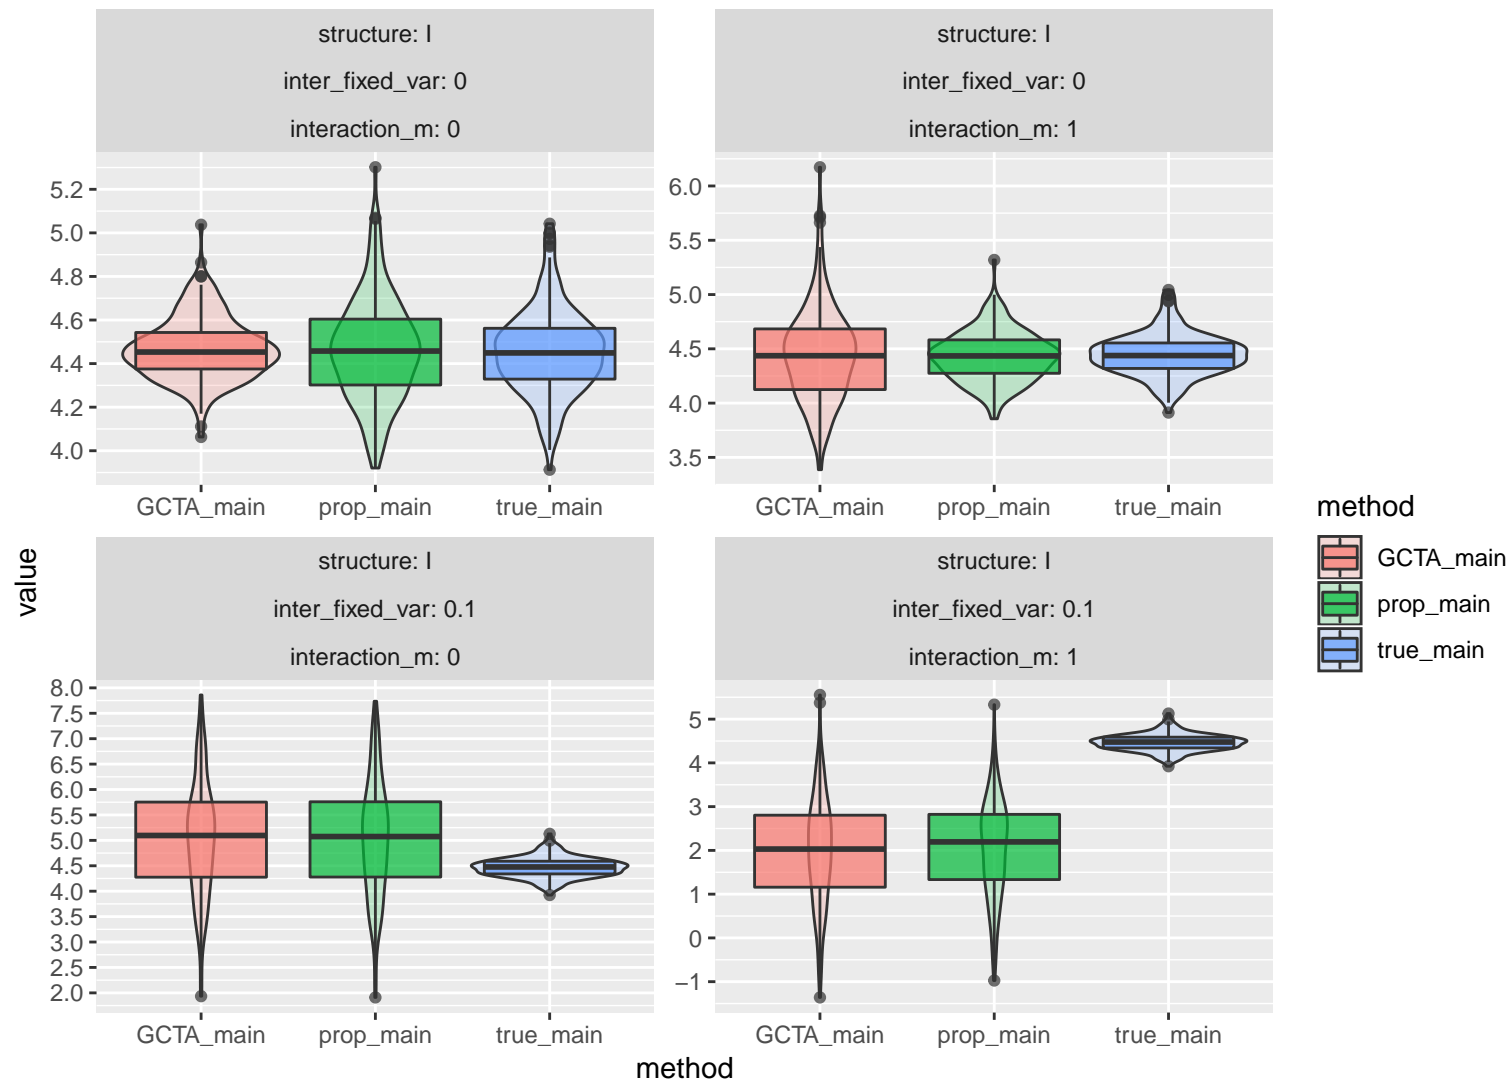 structure: I
inter_fixed_var: 0
interaction_m: 0
structure: I
inter_fixed_var: 0
interaction_m: 1
5.2
5.0
4.8
4.6
4.4
4.2
4.0
6.0
5.5
5.0
4.5
4.0
3.5
GCTA_main prop_main true_main
GCTA_main prop_main true_main
structure: I
inter_fixed_var: 0.1
interaction_m: 0
structure: I
inter_fixed_var: 0.1
interaction_m: 1
8.0
7.5
7.0
6.5
6.0
5.5
5.0
4.5
4.0
3.5
3.0
2.5
2.0
5
4
3
2
1
0
−1
GCTA_main prop_main true_main
GCTA_main prop_main true_main
method
value
method
GCTA_main
prop_main
true_main